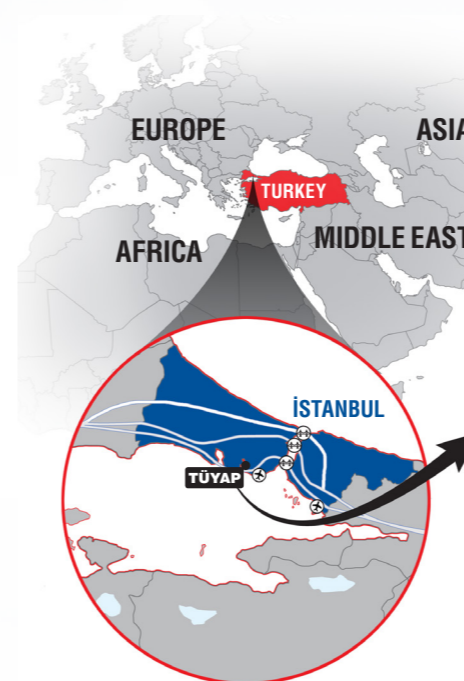 EUROPE
ASIA
TURKEY
AFRICA
MIDDLE EAST
İSTANBUL
TÜYAP